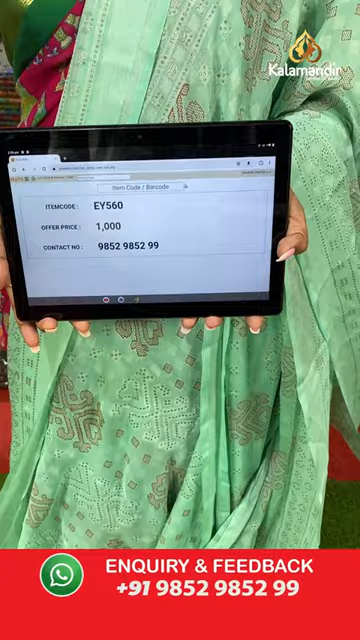 Kalamandir
Item Code / Barcode
ITEMCODE : EY560
OFFER PRICE : 1,000
CONTACT NO : 9852 9852 99
ENQUIRY & FEEDBACK
+91 9852 9852 99